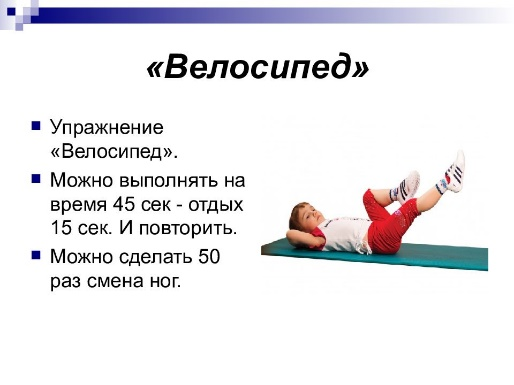 «Велосипед»
Упражнение
«Велосипед».
Можно выполнять на
время 45 сек - отдых
15 сек. И повторить.
Можно сделать 50
раз смена ног.